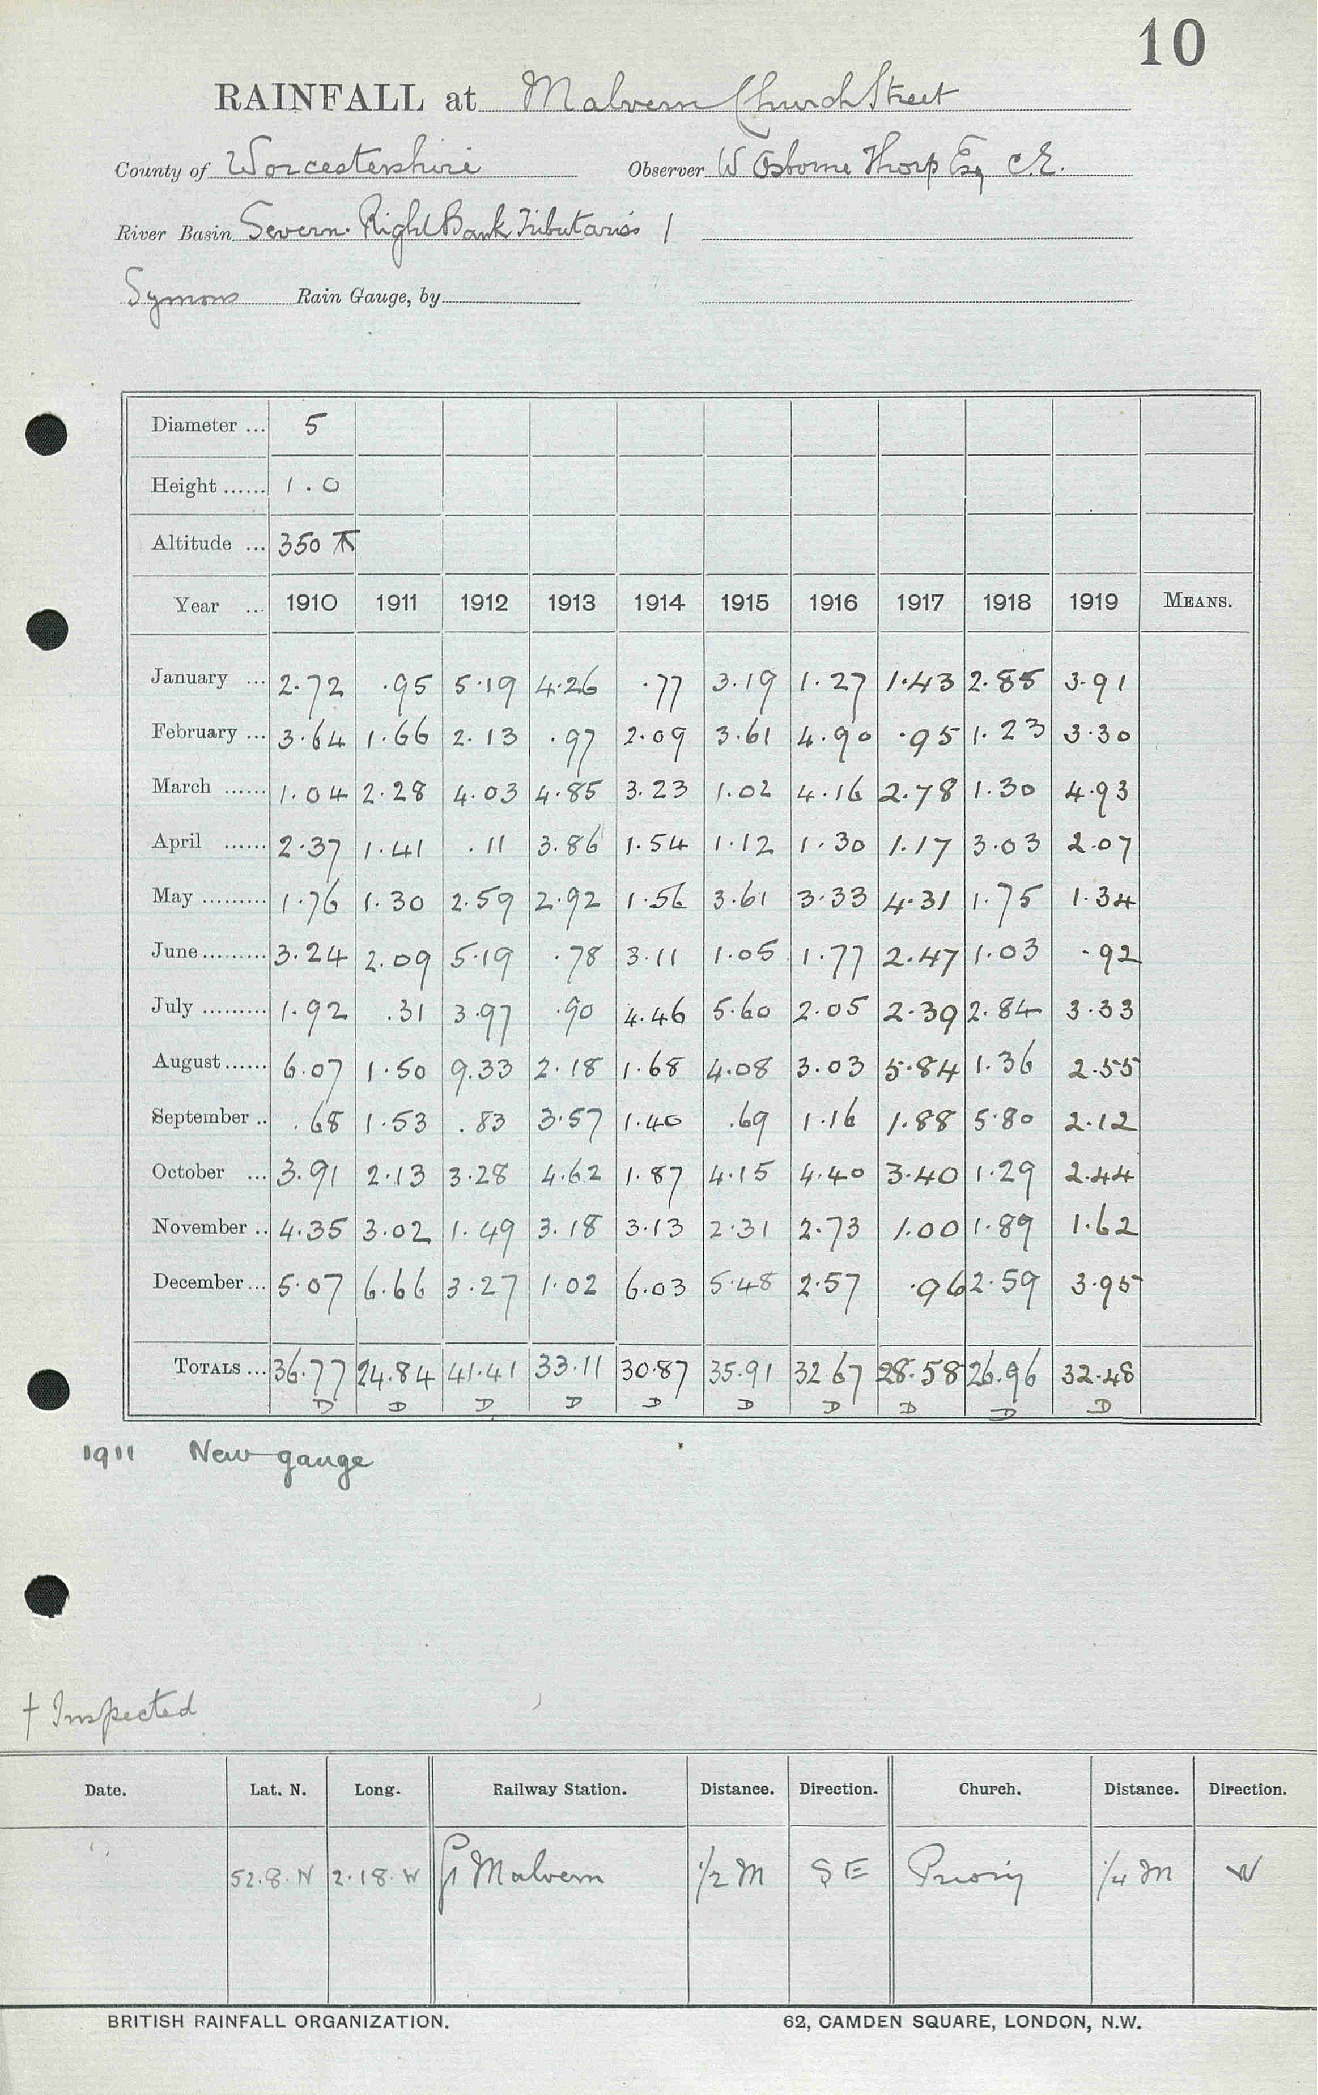 10
RAINFALL at Malvern Church Street
County of Worcestershire Observer W Osborne Thorp Esq C.E.
River Basin Severn. Right Bank Tributaries 1
Symons Rain Gauge, by
Diameter ... 5
Height ...... 1.0
Altitude ... 350
Year ... 1910 1911 1912 1913 1914 1915 1916 1917 1918 1919 MEANS.
January ... 2.72 .95 5.19 4.26 .77 3.19 1.27 1.43 2.85 3.91
February ... 3.64 1.66 2.13 .97 2.09 3.61 4.90 .95 1.23 3.30
March ...... 1.04 2.28 4.03 4.85 3.23 1.02 4.16 2.78 1.30 4.93
April ...... 2.37 1.41 .11 3.86 1.54 1.12 1.30 1.17 3.03 2.07
May ......... 1.76 1.30 2.59 2.92 1.56 3.61 3.33 4.31 1.75 1.34
June ......... 3.24 2.09 5.19 .78 3.11 1.05 1.77 2.47 1.03 .92
July ......... 1.92 .31 3.97 .90 4.46 5.60 2.05 2.39 2.84 3.33
August ...... 6.07 1.50 9.33 2.18 1.68 4.08 3.03 5.84 1.36 2.55
September .. .68 1.53 .83 3.57 1.40 .69 1.16 1.88 5.80 2.12
October ... 3.91 2.13 3.28 4.62 1.87 4.15 4.40 3.40 1.29 2.44
November .. 4.35 3.02 1.49 3.18 3.13 2.31 2.73 1.00 1.89 1.62
December ... 5.07 6.66 3.27 1.02 6.03 5.48 2.57 .96 2.59 3.95
TOTALS ... 36.77 24.84 41.41 33.11 30.87 35.91 32.67 28.58 26.96 32.48
D D D D D D D D D D
1911 New gauge
† Inspected
Date. Lat. N. Long. Railway Station. Distance. Direction. Church. Distance. Direction.
52.8.N 2.18.W Gt Malvern 1/2 M SE Priory 1/4 M W
BRITISH RAINFALL ORGANIZATION. 62, CAMDEN SQUARE, LONDON, N.W.